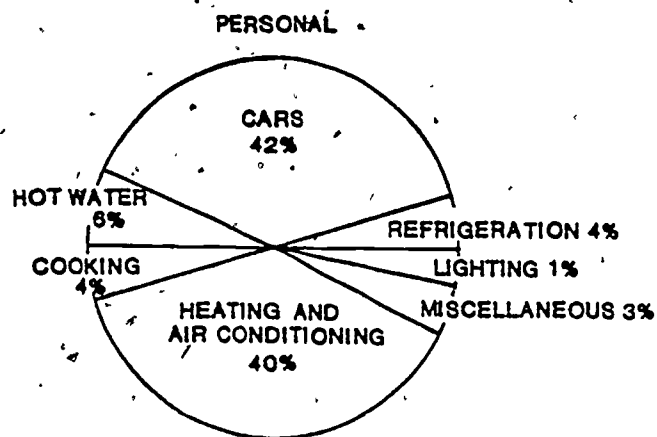 PERSONAL
CARS
42%
HOT WATER
6%
REFRIGERATION 4%
COOKING
4%
LIGHTING 1%
MISCELLANEOUS 3%
HEATING AND
AIR CONDITIONING
40%